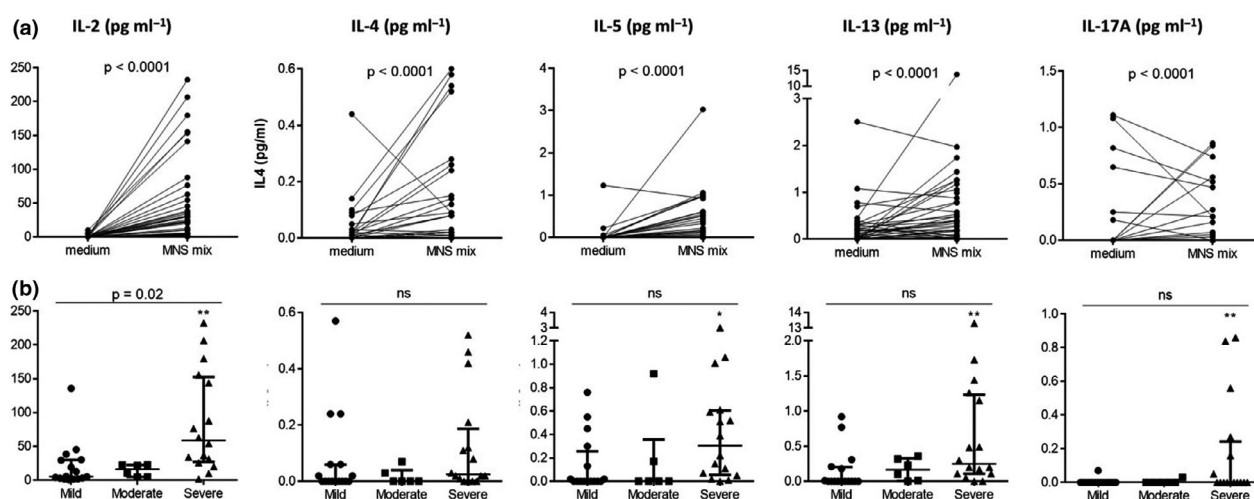 (a)
IL-2 (pg ml⁻¹)
IL-4 (pg ml⁻¹)
IL-5 (pg ml⁻¹)
IL-13 (pg ml⁻¹)
IL-17A (pg ml⁻¹)
250
200
150
100
50
0
p < 0.0001
medium
MNS mix
IL4 (pg/ml)
0.6
0.4
0.2
0.0
p < 0.0001
medium
MNS mix
4
3
2
1
0
p < 0.0001
medium
MNS mix
15
10
3
2
1
0
p < 0.0001
medium
MNS mix
1.5
1.0
0.5
0.0
p < 0.0001
medium
MNS mix
(b)
p = 0.02
250
200
150
100
50
0
**
Mild
Moderate
Severe
ns
0.6
0.4
0.2
0.0
Mild
Moderate
Severe
ns
4
3
1.2
1.0
0.8
0.6
0.4
0.2
0.0
*
Mild
Moderate
Severe
ns
14
13
2.0
1.5
1.0
0.5
0.0
**
Mild
Moderate
Severe
ns
1.0
0.8
0.6
0.4
0.2
0.0
**
Mild
Moderate
Severe